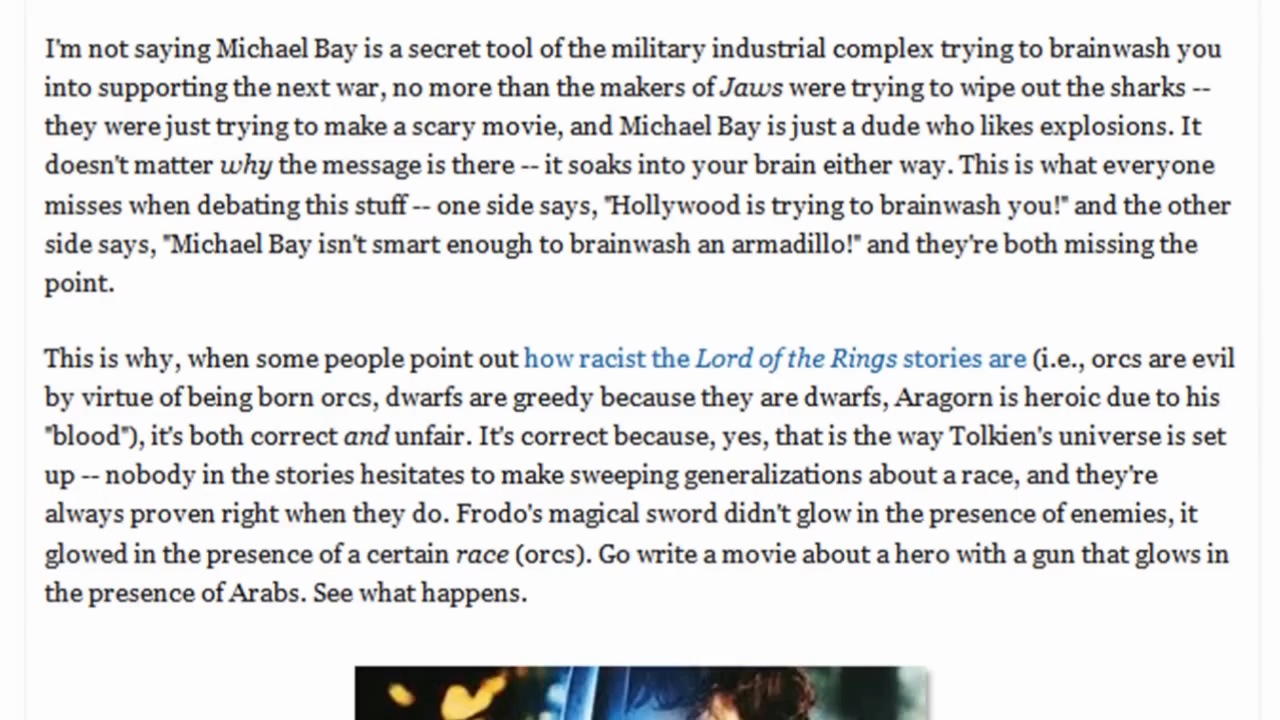 I'm not saying Michael Bay is a secret tool of the military industrial complex trying to brainwash you
into supporting the next war, no more than the makers of Jaws were trying to wipe out the sharks --
they were just trying to make a scary movie, and Michael Bay is just a dude who likes explosions. It
doesn't matter why the message is there -- it soaks into your brain either way. This is what everyone
misses when debating this stuff -- one side says, "Hollywood is trying to brainwash you!" and the other
side says, "Michael Bay isn't smart enough to brainwash an armadillo!" and they're both missing the
point.
This is why, when some people point out how racist the Lord of the Rings stories are (i.e., orcs are evil
by virtue of being born orcs, dwarfs are greedy because they are dwarfs, Aragorn is heroic due to his
"blood"), it's both correct and unfair. It's correct because, yes, that is the way Tolkien's universe is set
up -- nobody in the stories hesitates to make sweeping generalizations about a race, and they're
always proven right when they do. Frodo's magical sword didn't glow in the presence of enemies, it
glowed in the presence of a certain race (orcs). Go write a movie about a hero with a gun that glows in
the presence of Arabs. See what happens.